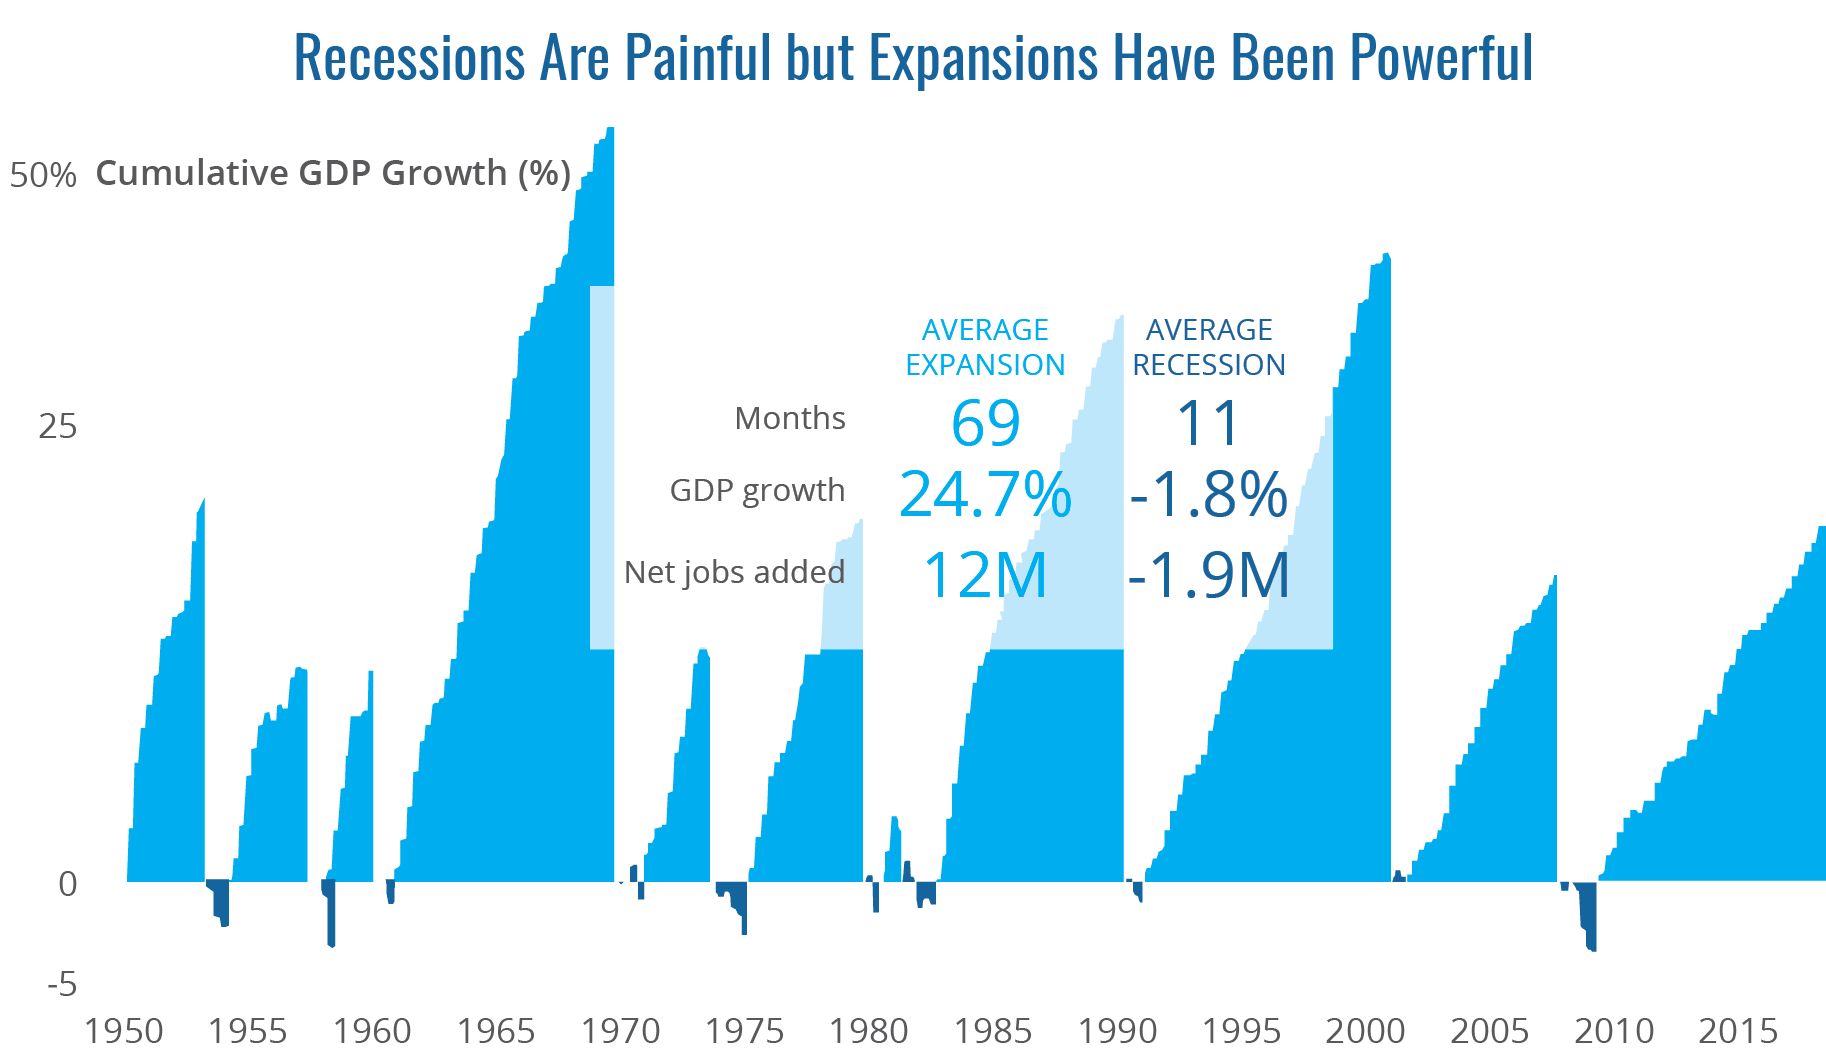 Recessions Are Painful but Expansions Have Been Powerful
50% Cumulative GDP Growth (%)
25
0
-5
AVERAGE EXPANSION
AVERAGE RECESSION
Months 69 11
GDP growth 24.7% -1.8%
Net jobs added 12M -1.9M
1950 1955 1960 1965 1970 1975 1980 1985 1990 1995 2000 2005 2010 2015